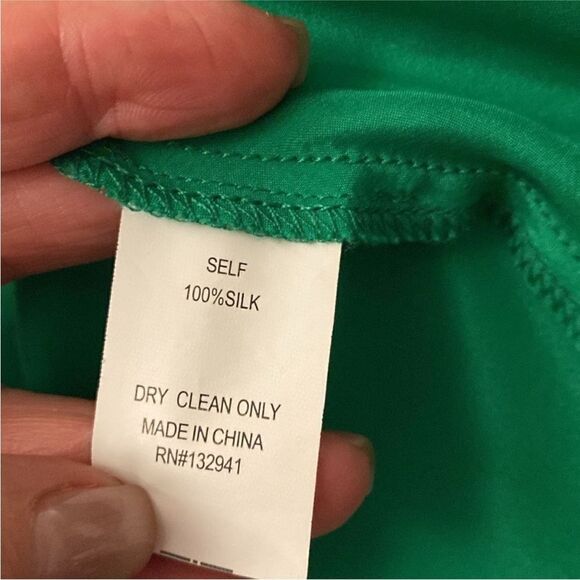 SELF
100%SILK
DRY CLEAN ONLY
MADE IN CHINA
RN#132941